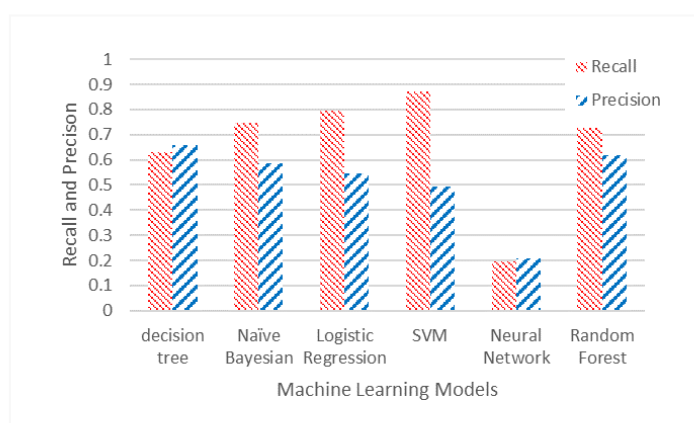 Recall and Precison
1
0.9
0.8
0.7
0.6
0.5
0.4
0.3
0.2
0.1
0
Recall
Precision
decision
tree
Naïve
Bayesian
Logistic
Regression
SVM
Neural
Network
Random
Forest
Machine Learning Models